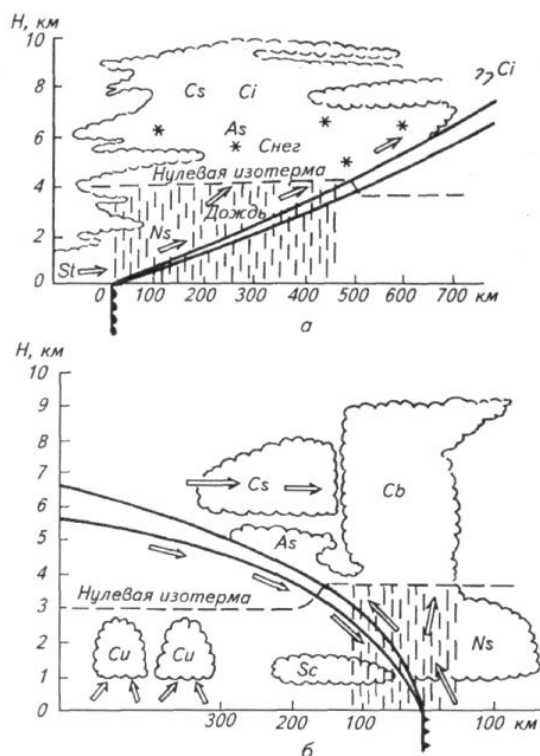 H, км
10
Ci
Cs Ci
8
As
6
Снег
Нулевая изотерма
4
Дождь
Ns
2
St
0
0 100 200 300 400 500 600 700 км
а
H, км
10
9
8
Cs
Cb
7
6
As
5
4
Нулевая изотерма
3
2
Cu Cu
Sc
Ns
1
0
300 200 100 0 100 км
б